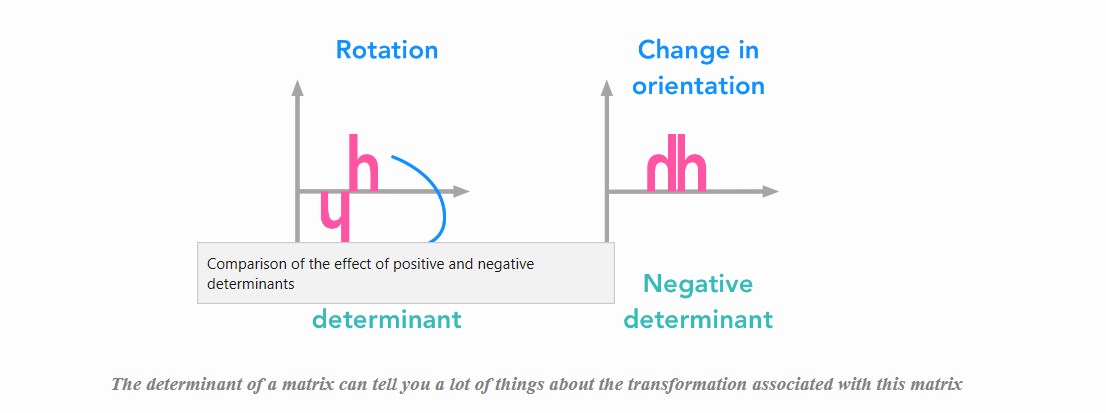 Rotation
Change in
orientation
h
y
dh
Comparison of the effect of positive and negative
determinants
determinant
Negative
determinant
The determinant of a matrix can tell you a lot of things about the transformation associated with this matrix